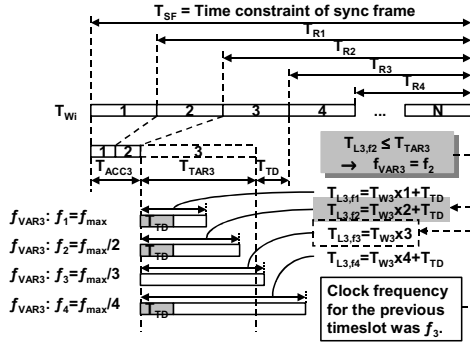 T_SF = Time constraint of sync frame
T_R1
T_R2
T_R3
T_R4
T_Wi 1 2 3 4 ... N
1 2 3
T_ACC3 T_TAR3 T_TD
T_L3,f2 ≤ T_TAR3
→ f_VAR3 = f_2
f_VAR3: f_1=f_max T_TD T_L3,f1=T_W3x1+T_TD
f_VAR3: f_2=f_max/2 T_TD T_L3,f2=T_W3x2+T_TD
f_VAR3: f_3=f_max/3 T_L3,f3=T_W3x3
f_VAR3: f_4=f_max/4 T_TD T_L3,f4=T_W3x4+T_TD
Clock frequency
for the previous
timeslot was f_3.